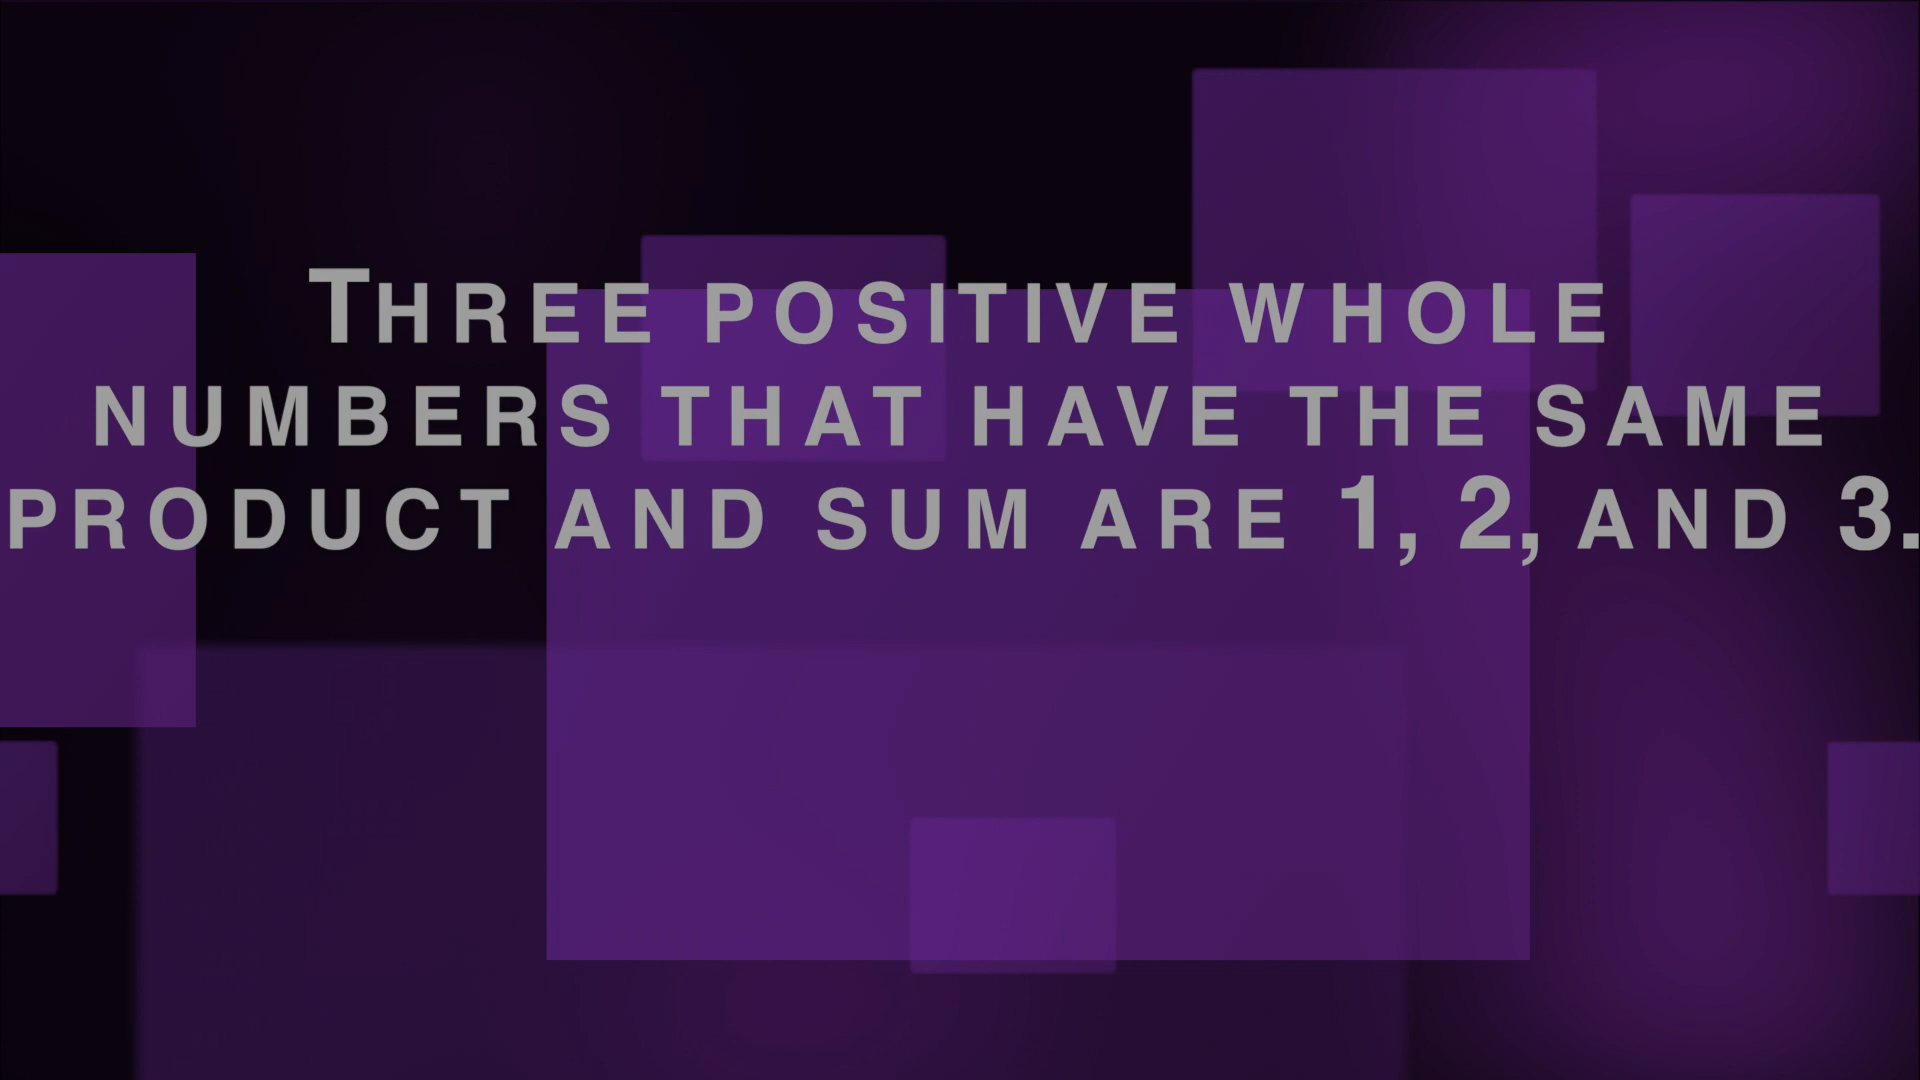 Three positive whole
numbers that have the same
product and sum are 1, 2, and 3.